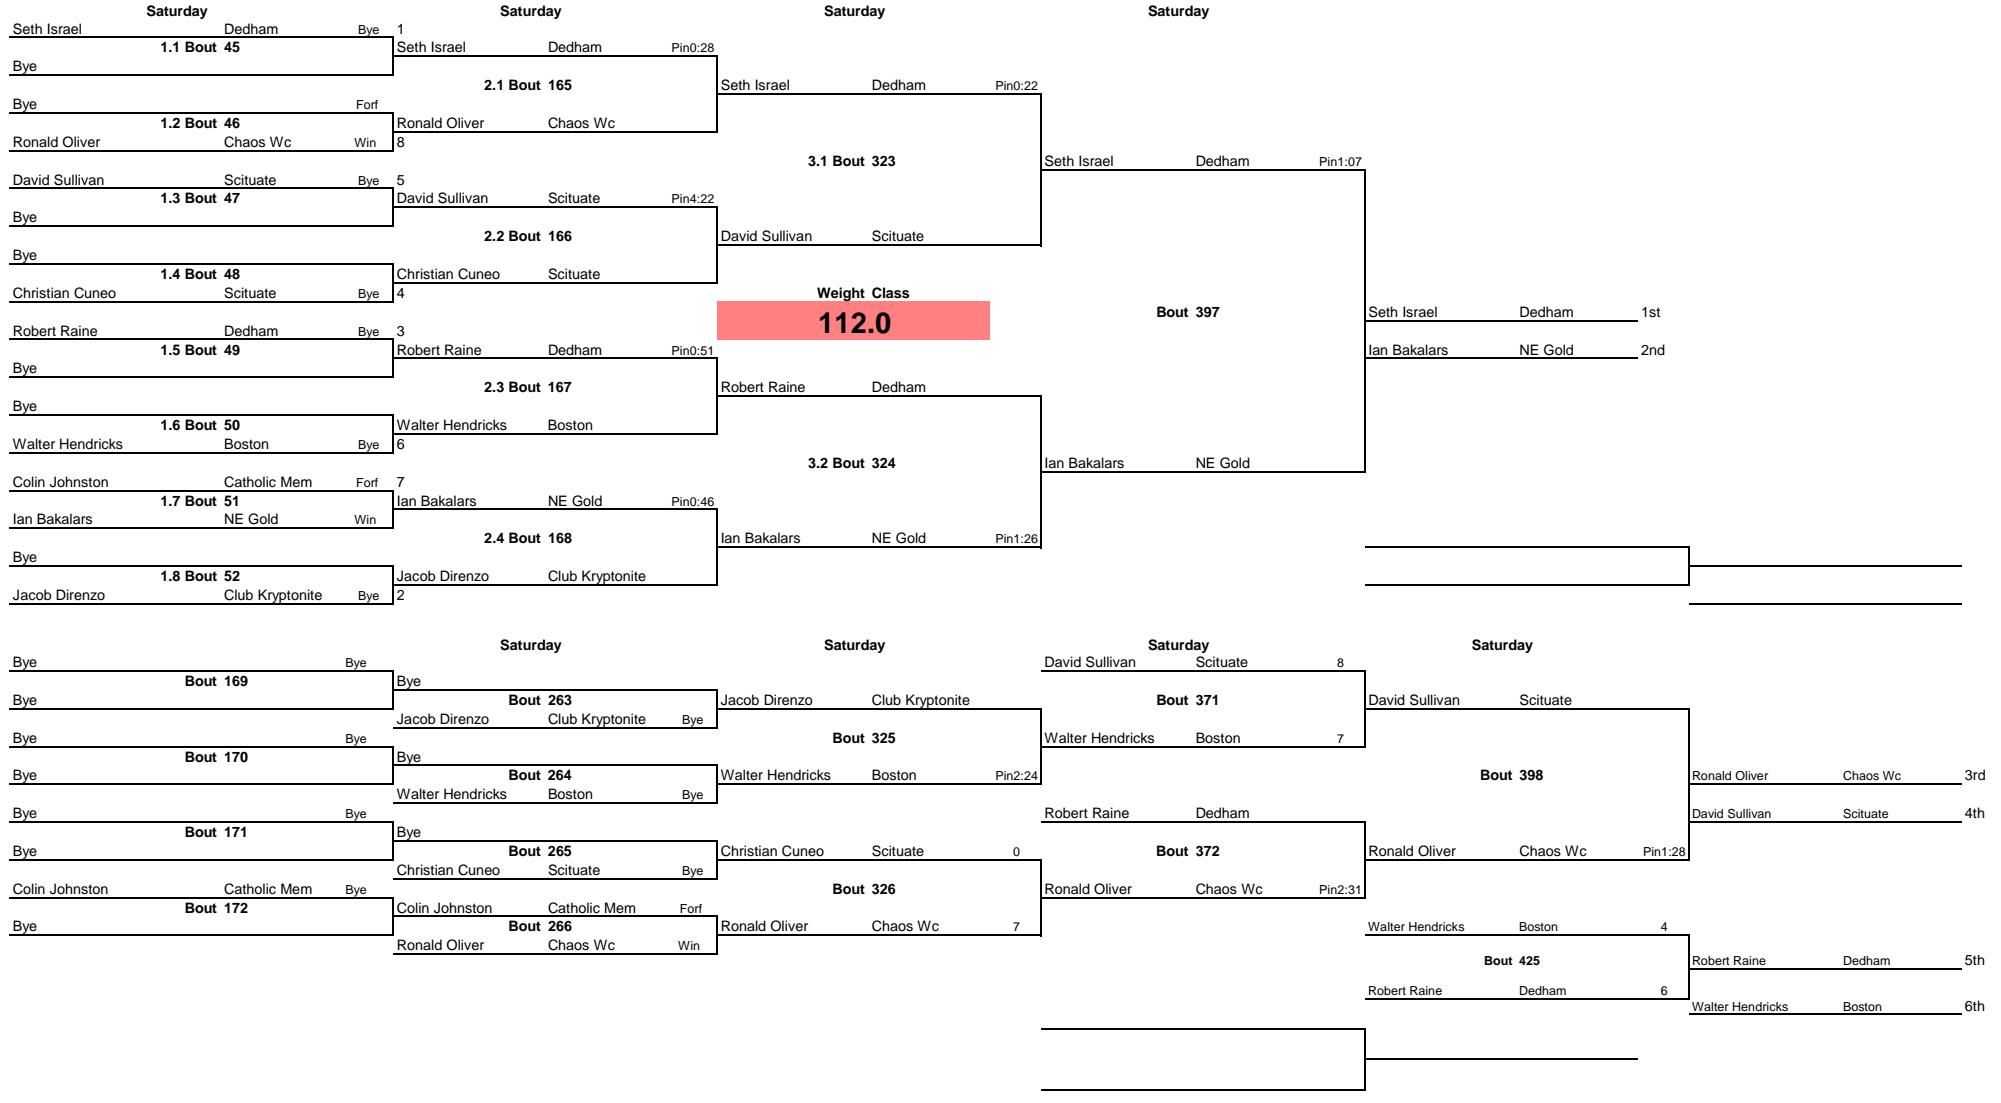 Saturday Saturday Saturday Saturday
Seth Israel Dedham Bye 1
1.1 Bout 45 Seth Israel Dedham Pin0:28
Bye
2.1 Bout 165 Seth Israel Dedham Pin0:22
Bye Forf
1.2 Bout 46 Ronald Oliver Chaos Wc
Ronald Oliver Chaos Wc Win 8
3.1 Bout 323 Seth Israel Dedham Pin1:07
David Sullivan Scituate Bye 5
1.3 Bout 47 David Sullivan Scituate Pin4:22
Bye
2.2 Bout 166 David Sullivan Scituate
Bye
1.4 Bout 48 Christian Cuneo Scituate
Christian Cuneo Scituate Bye 4 Weight Class
Bout 397 Seth Israel Dedham 1st
112.0
Robert Raine Dedham Bye 3
1.5 Bout 49 Robert Raine Dedham Pin0:51 Ian Bakalars NE Gold 2nd
Bye
2.3 Bout 167 Robert Raine Dedham
Bye
1.6 Bout 50 Walter Hendricks Boston
Walter Hendricks Boston Bye 6
3.2 Bout 324 Ian Bakalars NE Gold
Colin Johnston Catholic Mem Forf 7
1.7 Bout 51 Ian Bakalars NE Gold Pin0:46
Ian Bakalars NE Gold Win
2.4 Bout 168 Ian Bakalars NE Gold Pin1:26
Bye
1.8 Bout 52 Jacob Direnzo Club Kryptonite
Jacob Direnzo Club Kryptonite Bye 2
Saturday Saturday Saturday Saturday
Bye Bye David Sullivan Scituate 8
Bout 169 Bye
Bye Bout 263 Jacob Direnzo Club Kryptonite Bout 371 David Sullivan Scituate
Jacob Direnzo Club Kryptonite Bye
Bye Bye Bout 325 Walter Hendricks Boston 7
Bout 170 Bye
Bye Bout 264 Walter Hendricks Boston Pin2:24 Bout 398 Ronald Oliver Chaos Wc 3rd
Walter Hendricks Boston Bye
Bye Bye Robert Raine Dedham David Sullivan Scituate 4th
Bout 171 Bye
Bye Bout 265 Christian Cuneo Scituate 0 Bout 372 Ronald Oliver Chaos Wc Pin1:28
Christian Cuneo Scituate Bye
Colin Johnston Catholic Mem Bye Bout 326 Ronald Oliver Chaos Wc Pin2:31
Bout 172 Colin Johnston Catholic Mem Forf
Bye Bout 266 Ronald Oliver Chaos Wc 7 Walter Hendricks Boston 4
Ronald Oliver Chaos Wc Win
Bout 425 Robert Raine Dedham 5th
Robert Raine Dedham 6
Walter Hendricks Boston 6th